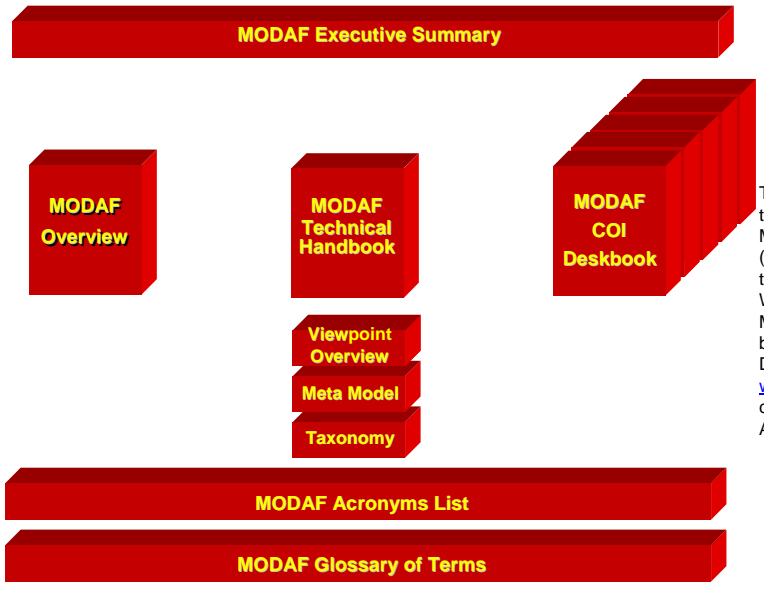 MODAF Executive Summary
MODAF
Overview
MODAF
Technical
Handbook
MODAF
COI
Deskbook
Viewpoint
Overview
Meta Model
Taxonomy
MODAF Acronyms List
MODAF Glossary of Terms